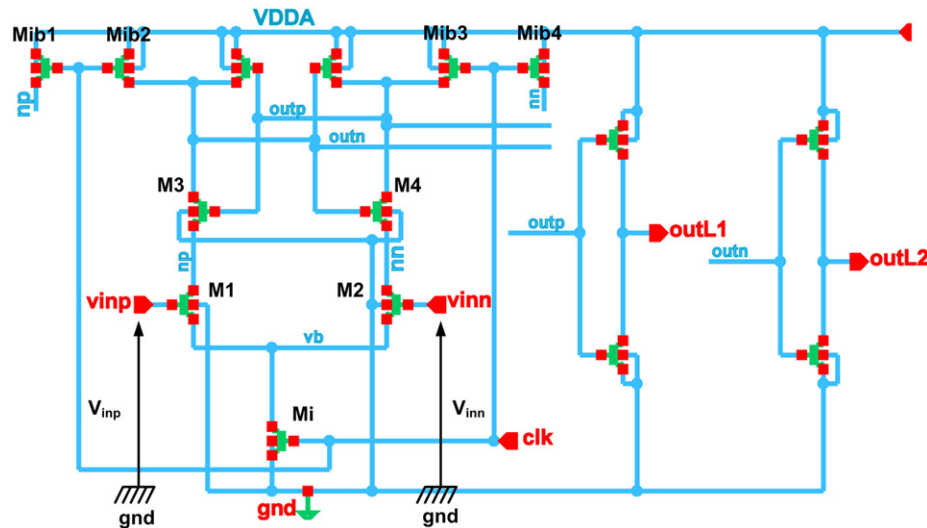 VDDA
Mib1
Mib2
Mib3
Mib4
np
nn
outp
outn
M3
M4
np
nn
outp
outL1
outn
outL2
vinp
M1
M2
vinn
vb
Vinp
Vinn
Mi
clk
gnd
gnd
gnd